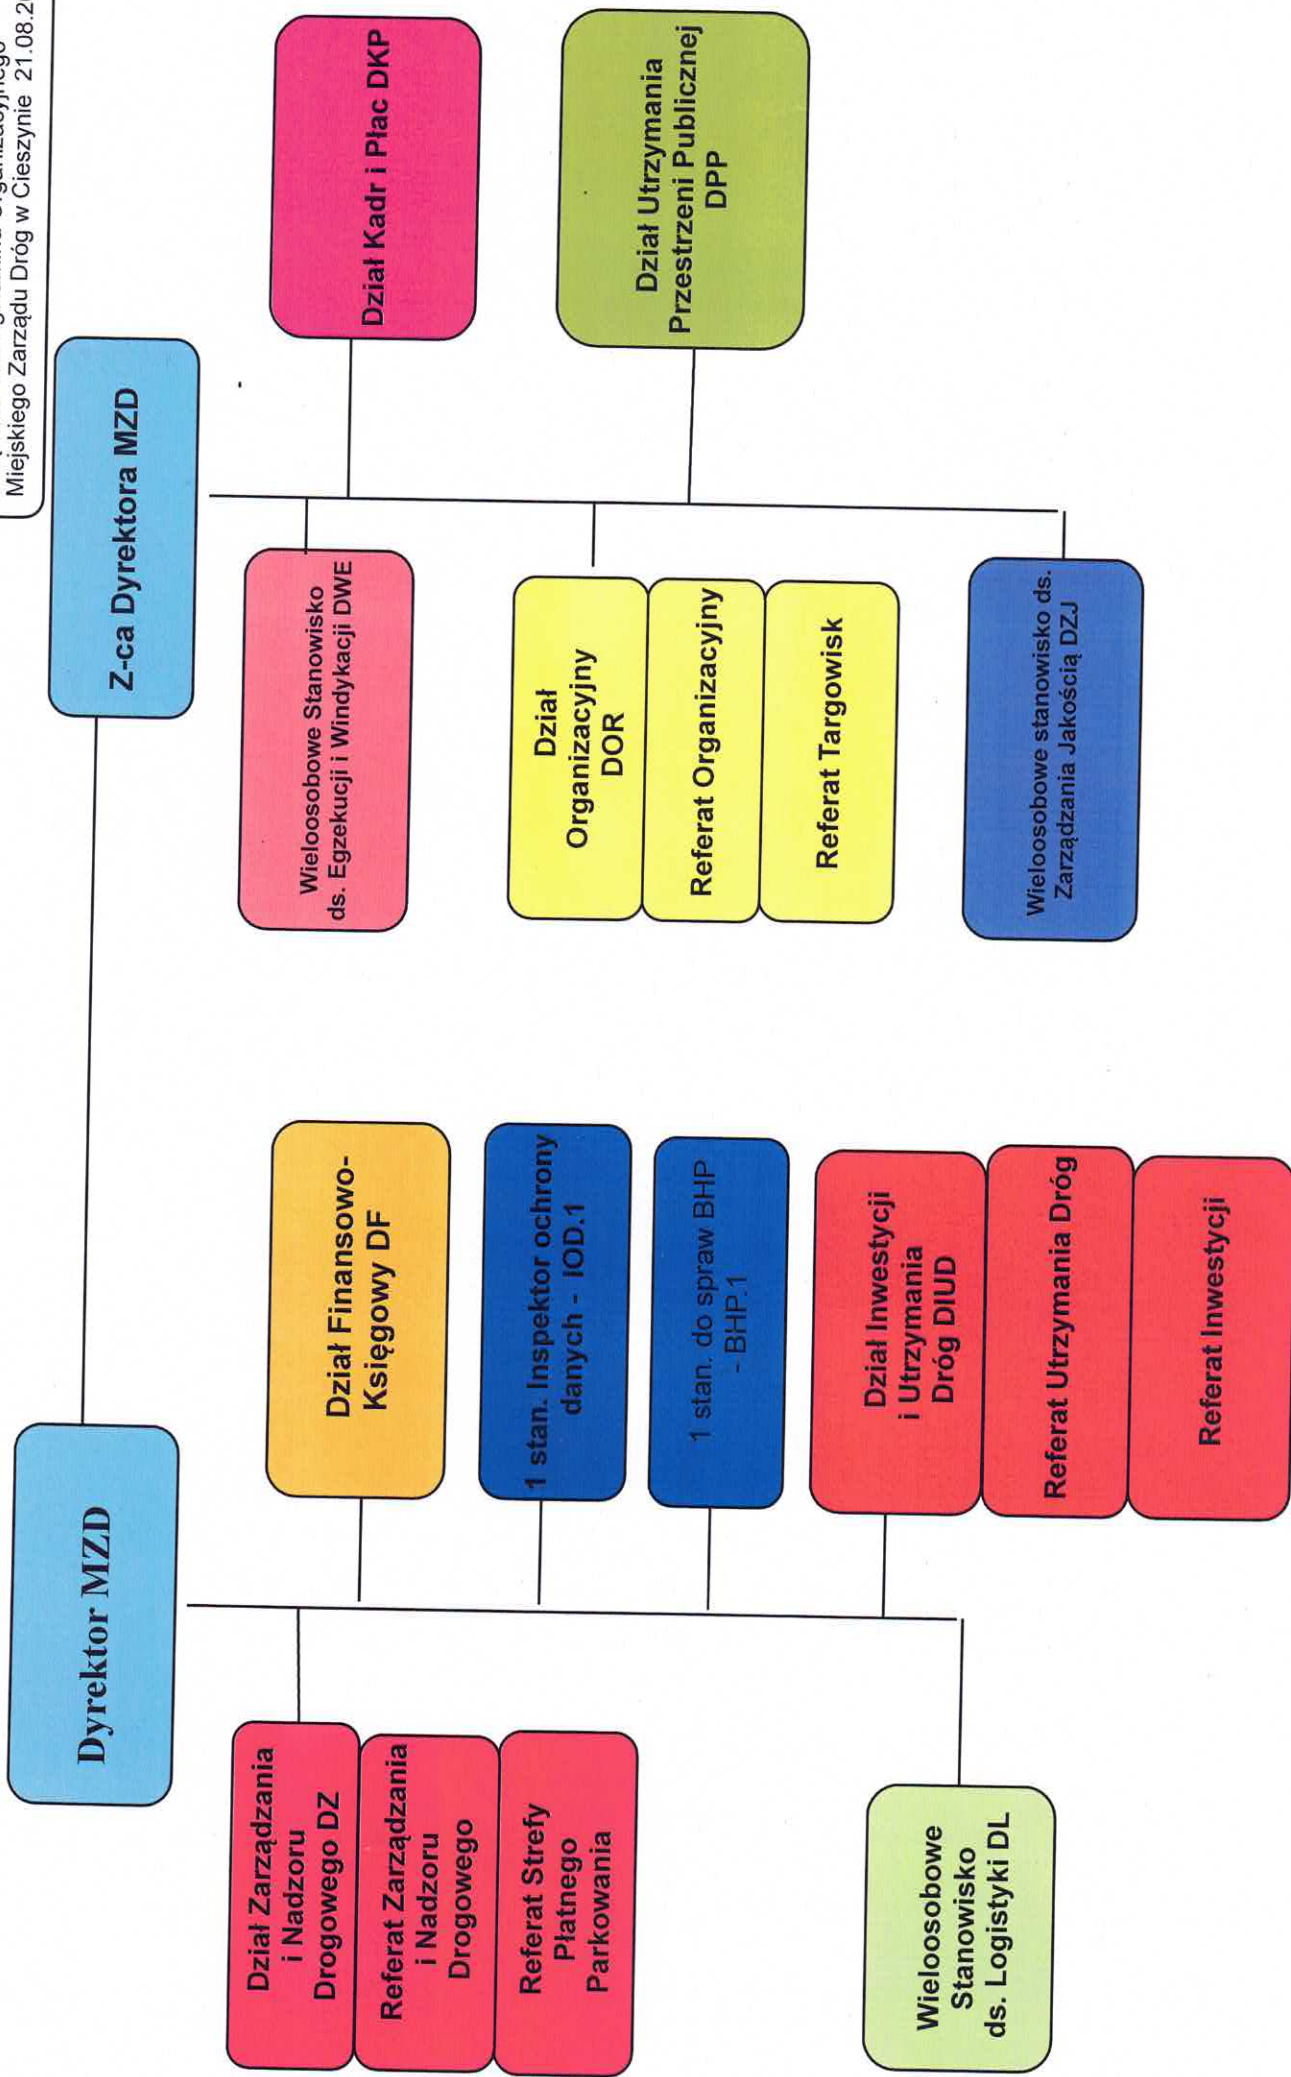 Miejskiego Zarządu Dróg w Cieszynie 21.08.2
Dyrektor MZD
Z-ca Dyrektora MZD
Dział Zarządzania
i Nadzoru
Drogowego DZ
Referat Zarządzania
i Nadzoru
Drogowego
Referat Strefy
Płatnego
Parkowania
Wieloosobowe
Stanowisko
ds. Logistyki DL
Dział Finansowo-
Księgowy DF
1 stan. Inspektor ochrony
danych - IOD.1
1 stan. do spraw BHP
- BHP.1
Dział Inwestycji
i Utrzymania
Dróg DIUD
Referat Utrzymania Dróg
Referat Inwestycji
Wieloosobowe Stanowisko
ds. Egzekucji i Windykacji DWE
Dział
Organizacyjny
DOR
Referat Organizacyjny
Referat Targowisk
Wieloosobowe stanowisko ds.
Zarządzania Jakością DZJ
Dział Kadr i Płac DKP
Dział Utrzymania
Przestrzeni Publicznej
DPP